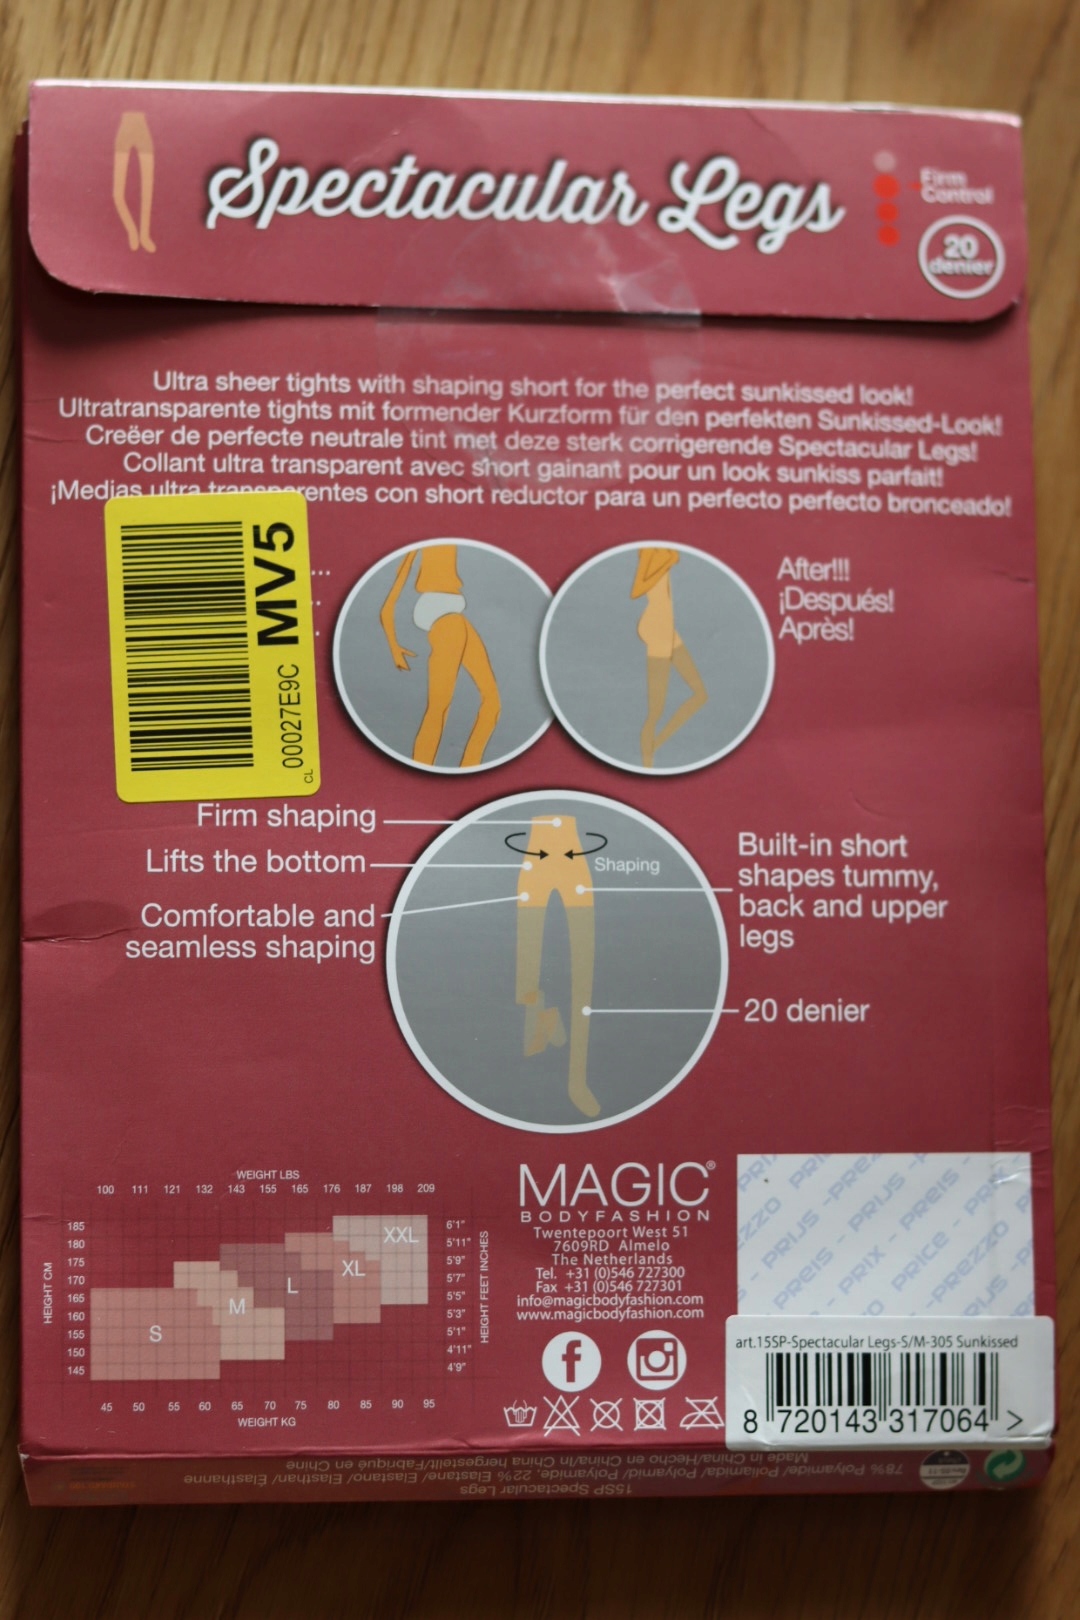 Spectacular Legs
Firm
Control
20
denier
Ultra sheer tights with shaping short for the perfect sunkissed look!
Ultratransparente tights mit formender Kurzform für den perfekten Sunkissed-Look!
Creëer de perfecte neutrale tint met deze sterk corrigerende Spectacular Legs!
Collant ultra transparent avec short gainant pour un look sunkiss parfait!
¡Medias ultra transparentes con short reductor para un perfecto perfecto bronceado!
MV5
CL 00027E9C
...
After!!!
¡Después!
Après!
Firm shaping
Lifts the bottom
Comfortable and
seamless shaping
Shaping
Built-in short
shapes tummy,
back and upper
legs
20 denier
WEIGHT LBS
100 111 121 132 143 155 165 176 187 198 209
HEIGHT CM
185
180
175
170
165
160
155
150
145
S
M
L
XL
XXL
6'1"
5'11"
5'9"
5'7"
5'5"
5'3"
5'1"
4'11"
4'9"
HEIGHT FEET INCHES
45 50 55 60 65 70 75 80 85 90 95
WEIGHT KG
MAGIC®
BODYFASHION
Twentepoort West 51
7609RD Almelo
The Netherlands
Tel. +31 (0)546 727300
Fax +31 (0)546 727301
info@magicbodyfashion.com
www.magicbodyfashion.com
PRIX PREZZO - PRIJS - PREIS - PRIX - PRICE - PREZZO
art.15SP-Spectacular Legs-S/M-305 Sunkissed
8 720143 317064 >
15SP Spectacular Legs
78% Polyamide/ Poliamida/ Polyamid/ Polyamide, 22% Elastane/ Elastano/ Elasthan/ Élasthanne
Made in China/Hecho en China/In China hergestellt/Fabriqué en Chine